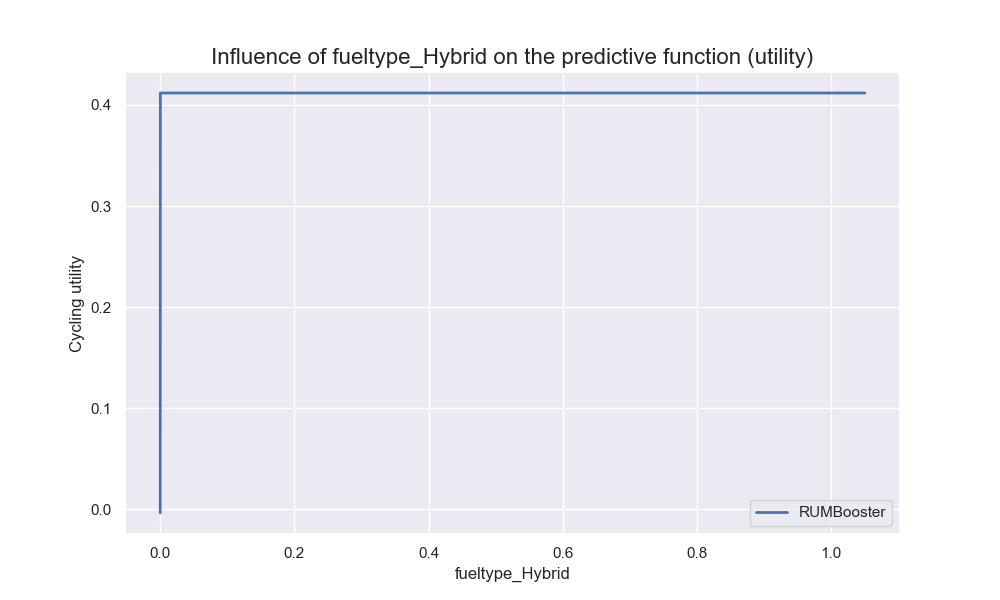 Influence of fueltype_Hybrid on the predictive function (utility)
Cycling utility
0.4
0.3
0.2
0.1
0.0
RUMBooster
0.0 0.2 0.4 0.6 0.8 1.0
fueltype_Hybrid